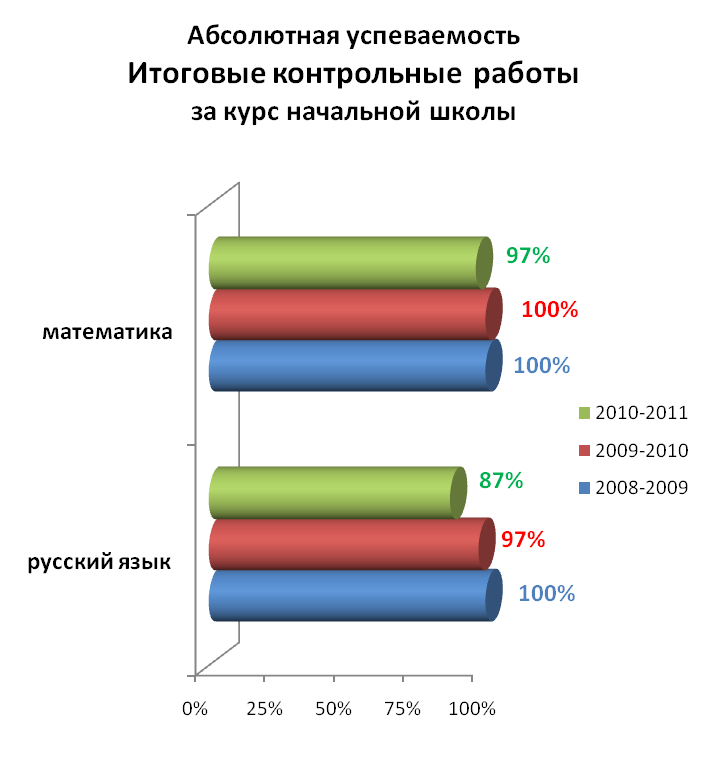 Абсолютная успеваемость
Итоговые контрольные работы
за курс начальной школы
97%
100%
математика
100%
2010-2011
2009-2010
2008-2009
87%
97%
русский язык
100%
0% 25% 50% 75% 100%